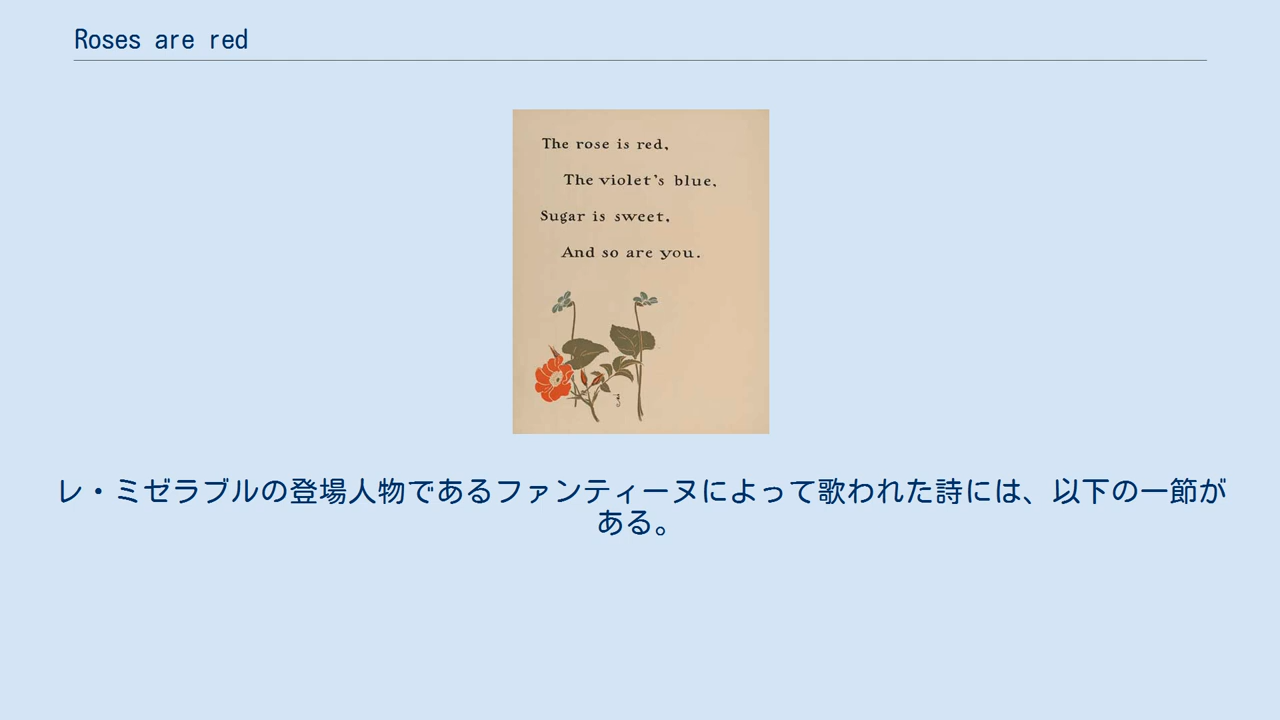 Roses are red
The rose is red,
The violet's blue,
Sugar is sweet,
And so are you.
レ・ミゼラブルの登場人物であるファンティーヌによって歌われた詩には、以下の一節が
ある。